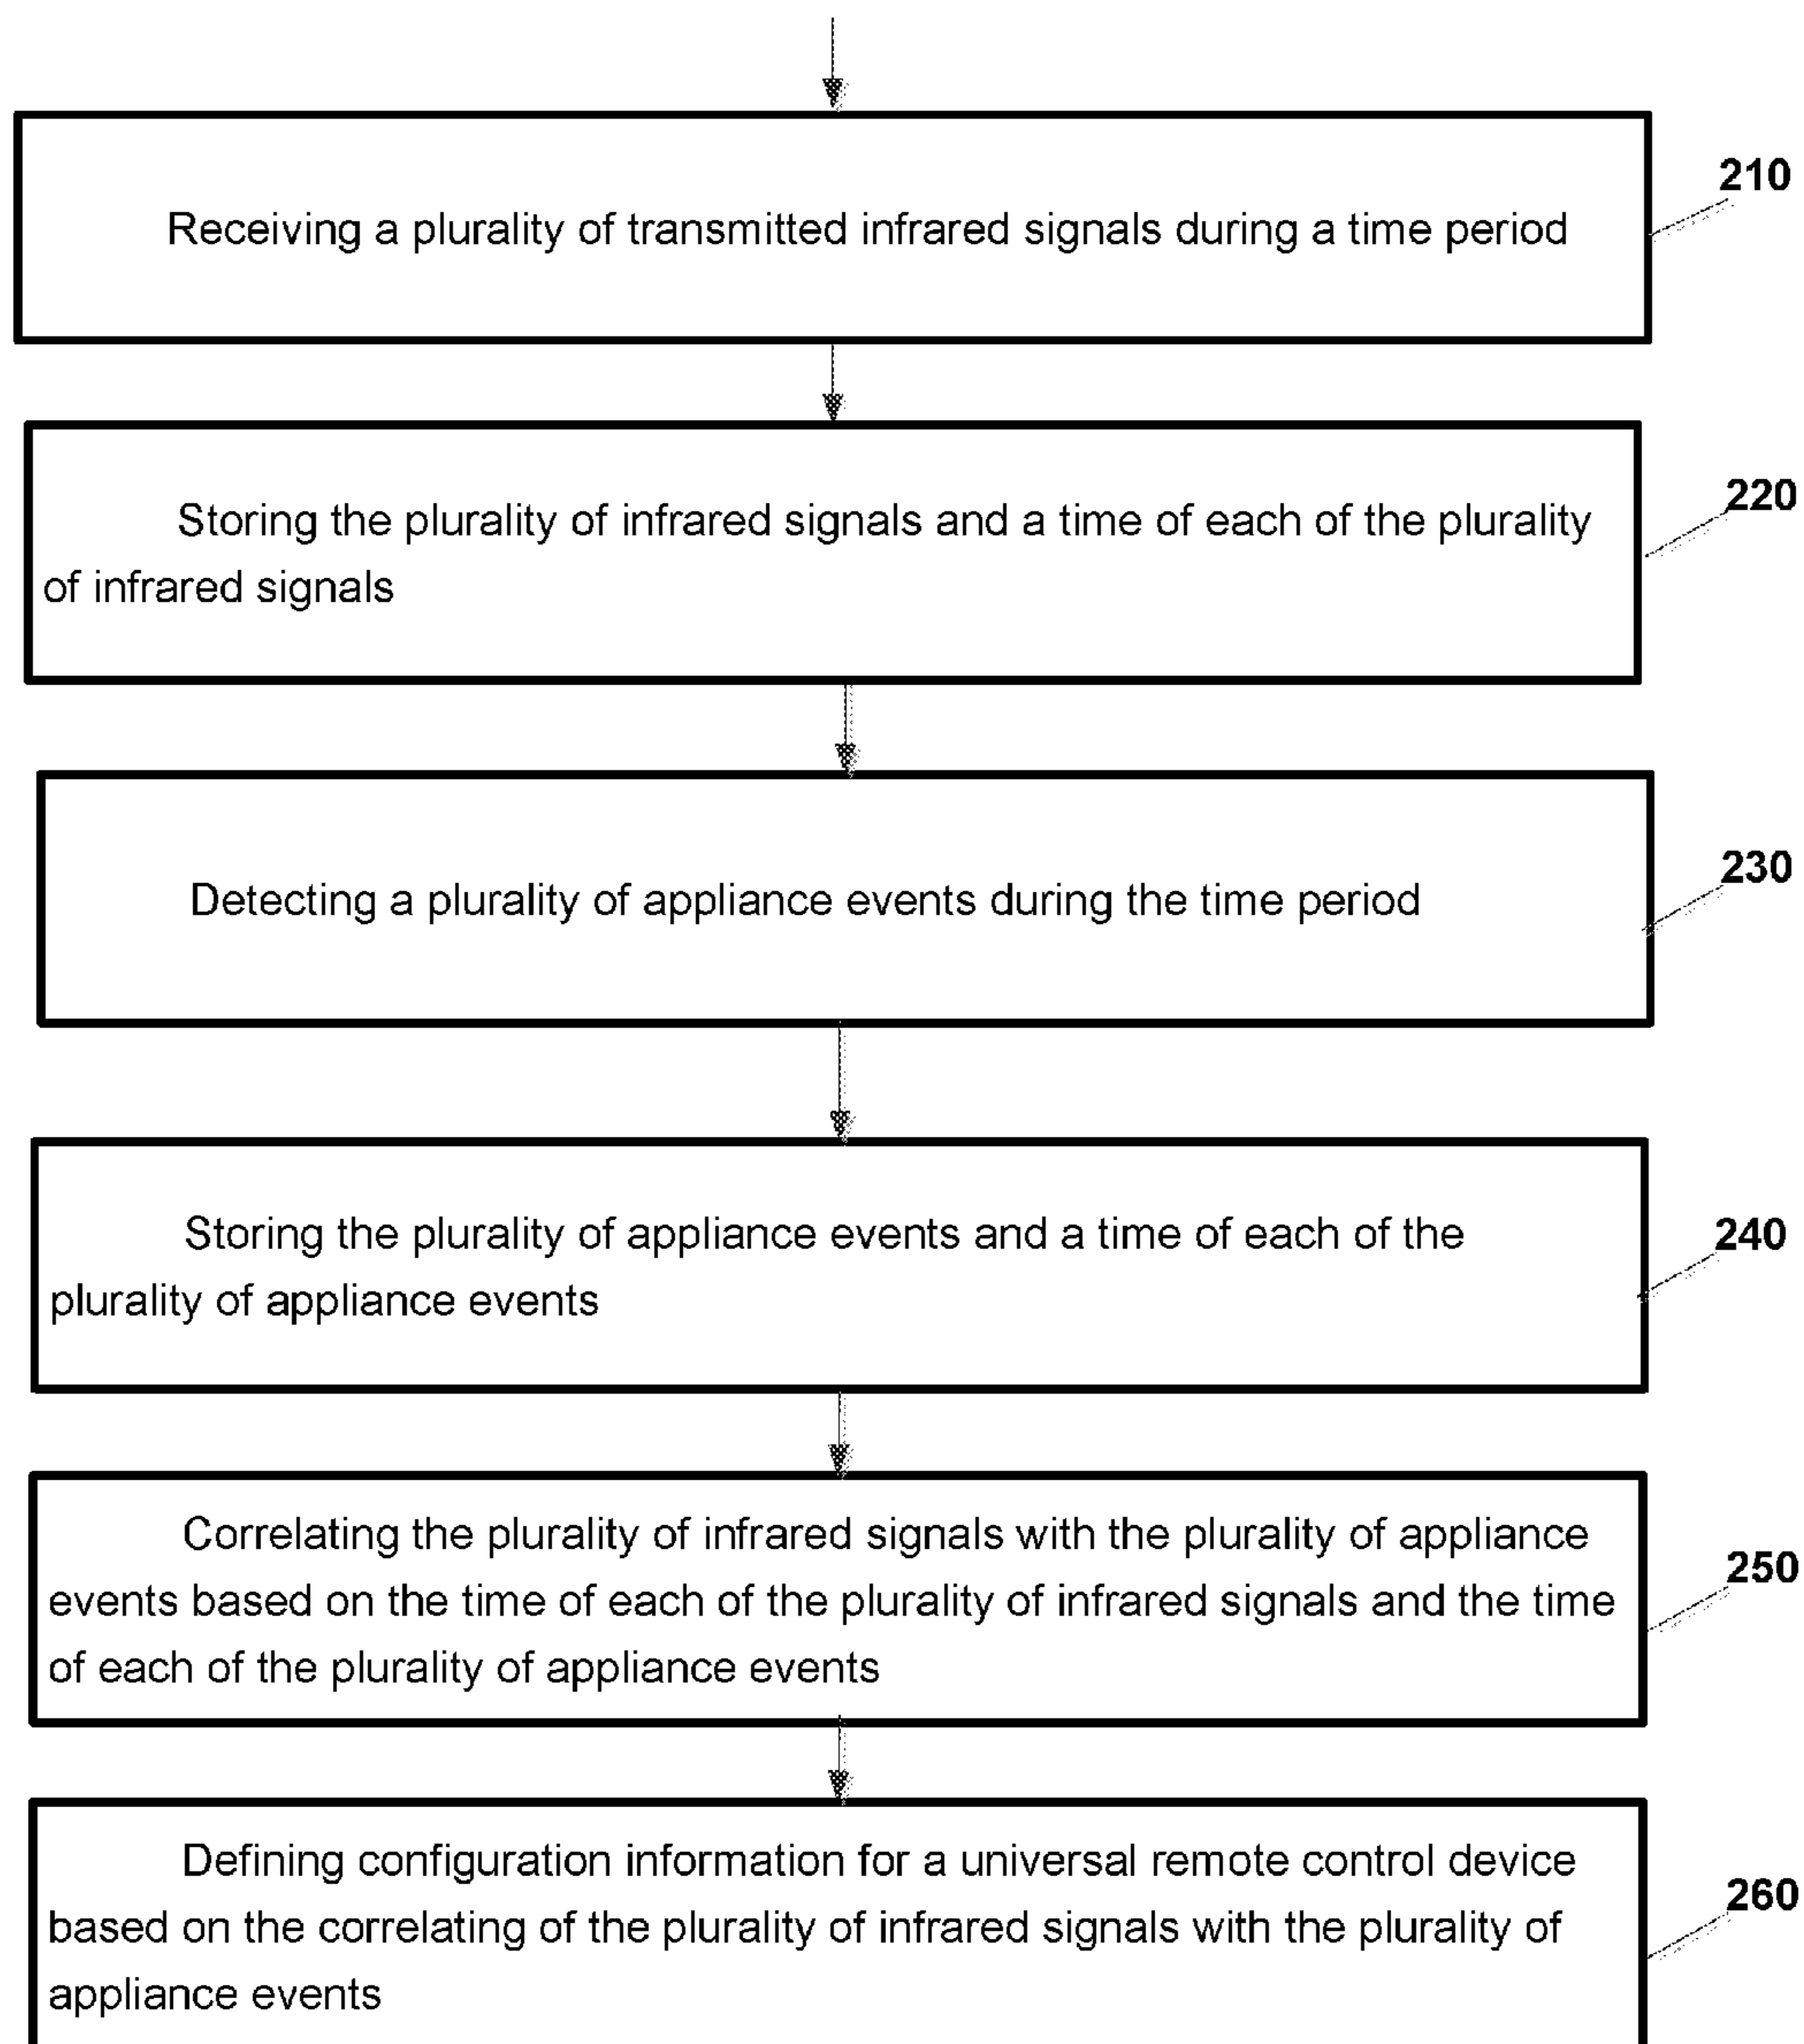 210
Receiving a plurality of transmitted infrared signals during a time period
220
Storing the plurality of infrared signals and a time of each of the plurality
of infrared signals
230
Detecting a plurality of appliance events during the time period
240
Storing the plurality of appliance events and a time of each of the
plurality of appliance events
250
Correlating the plurality of infrared signals with the plurality of appliance
events based on the time of each of the plurality of infrared signals and the time
of each of the plurality of appliance events
260
Defining configuration information for a universal remote control device
based on the correlating of the plurality of infrared signals with the plurality of
appliance events